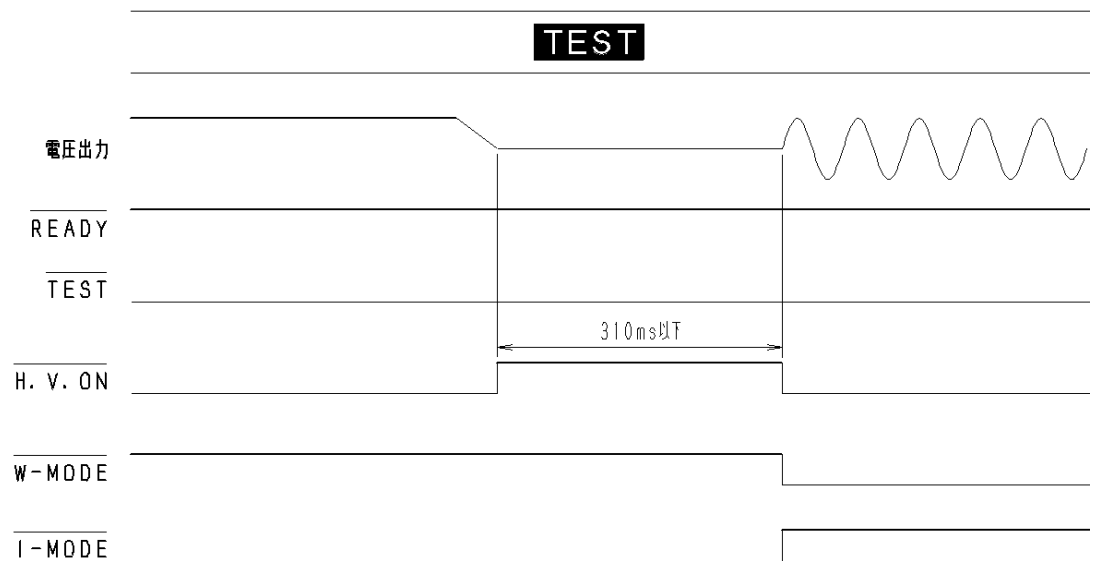 TEST
電圧出力
READY
TEST
310ms以下
H.V.ON
W-MODE
I-MODE